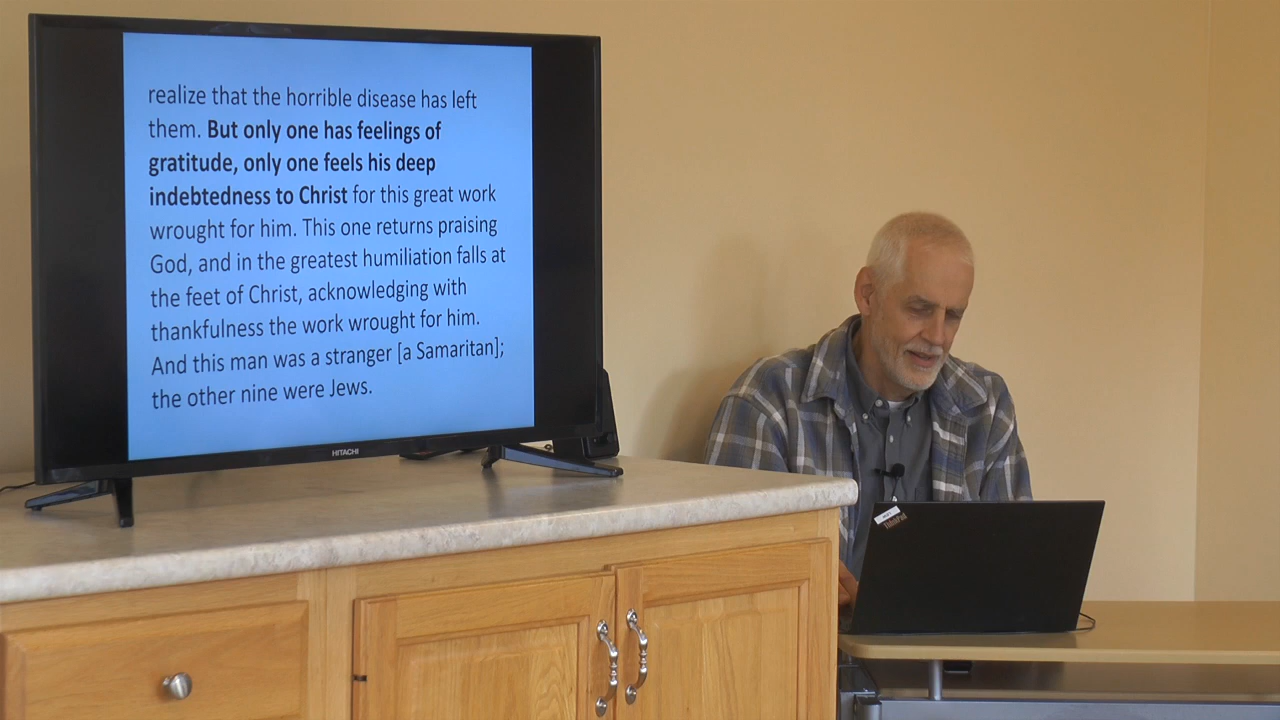 realize that the horrible disease has left
them. But only one has feelings of
gratitude, only one feels his deep
indebtedness to Christ for this great work
wrought for him. This one returns praising
God, and in the greatest humiliation falls at
the feet of Christ, acknowledging with
thankfulness the work wrought for him.
And this man was a stranger [a Samaritan];
the other nine were Jews.
HITACHI
ThinkPad